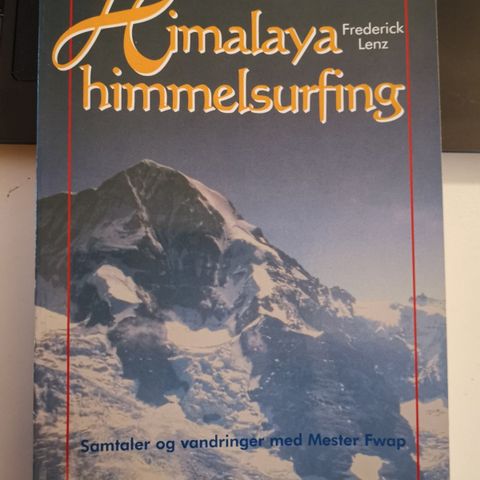 Himalaya
Frederick
Lenz
himmelsurfing
Samtaler og vandringer med Mester Fwap